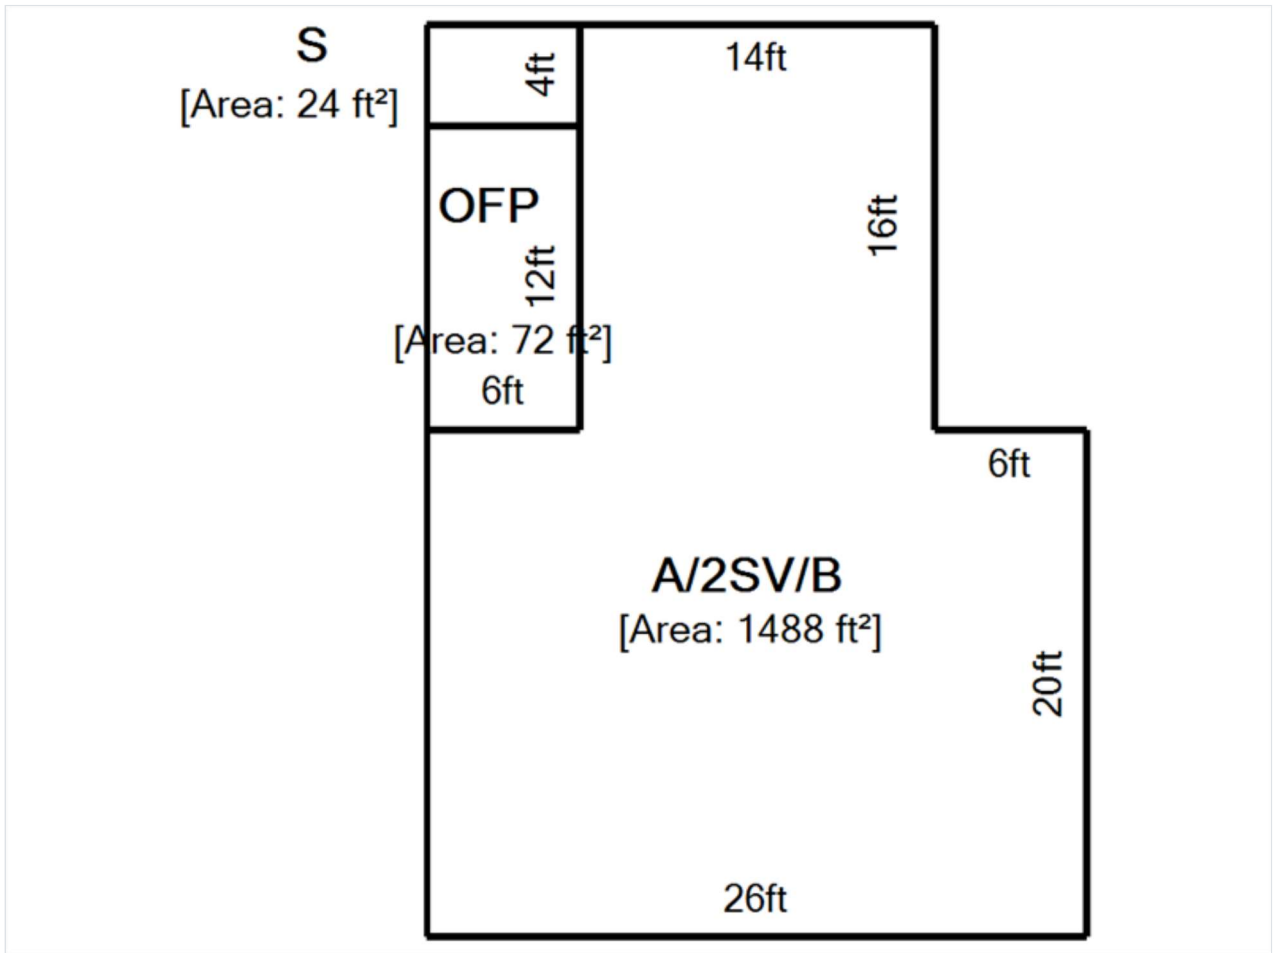 S
[Area: 24 ft²]
4ft
14ft
OFP
12ft
16ft
[Area: 72 ft²]
6ft
6ft
A/2SV/B
[Area: 1488 ft²]
20ft
26ft